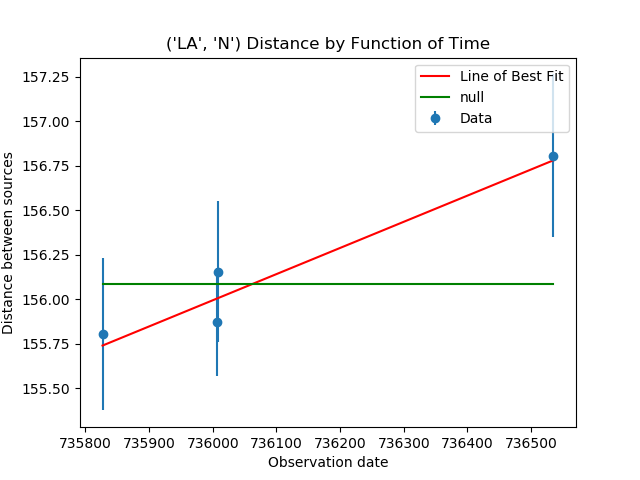 ('LA', 'N') Distance by Function of Time
Line of Best Fit
null
Data
157.25
157.00
156.75
156.50
156.25
156.00
155.75
155.50
Distance between sources
735800 735900 736000 736100 736200 736300 736400 736500
Observation date